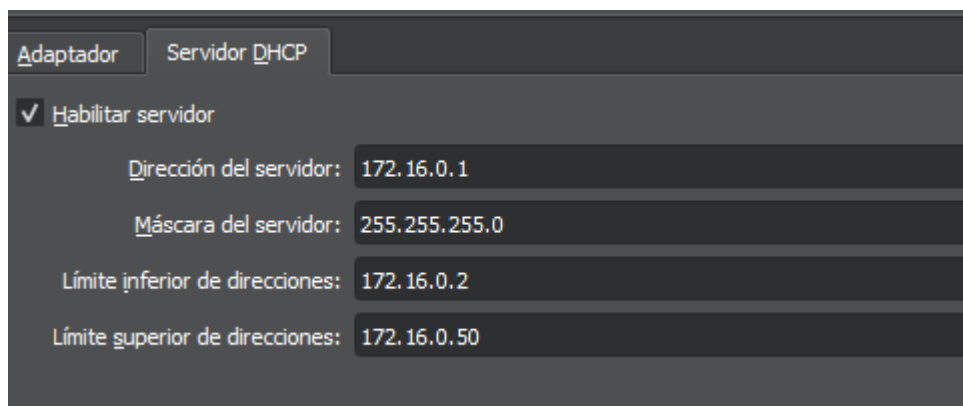 Adaptador Servidor DHCP
Habilitar servidor
Dirección del servidor: 172.16.0.1
Máscara del servidor: 255.255.255.0
Límite inferior de direcciones: 172.16.0.2
Límite superior de direcciones: 172.16.0.50